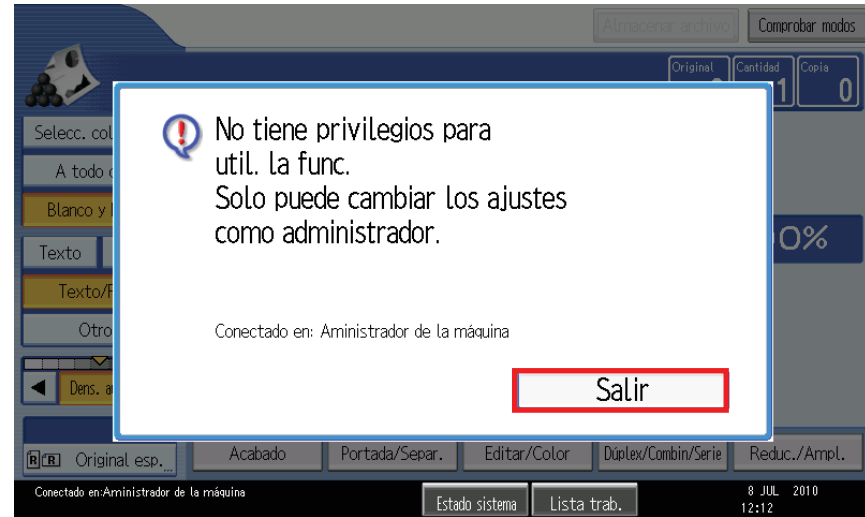 Almacenar archivo
Comprobar modos
Original
Cantidad
Copia
1
0
Selecc. col
A todo
Blanco y
Texto
Texto/F
Otro
Dens. a
0%
No tiene privilegios para
util. la func.
Solo puede cambiar los ajustes
como administrador.
Conectado en: Aministrador de la máquina
Salir
R R Original esp.
Acabado
Portada/Separ.
Editar/Color
Dúplex/Combin/Serie
Reduc./Ampl.
Conectado en:Aministrador de la máquina
Estado sistema
Lista trab.
8 JUL 2010
12:12